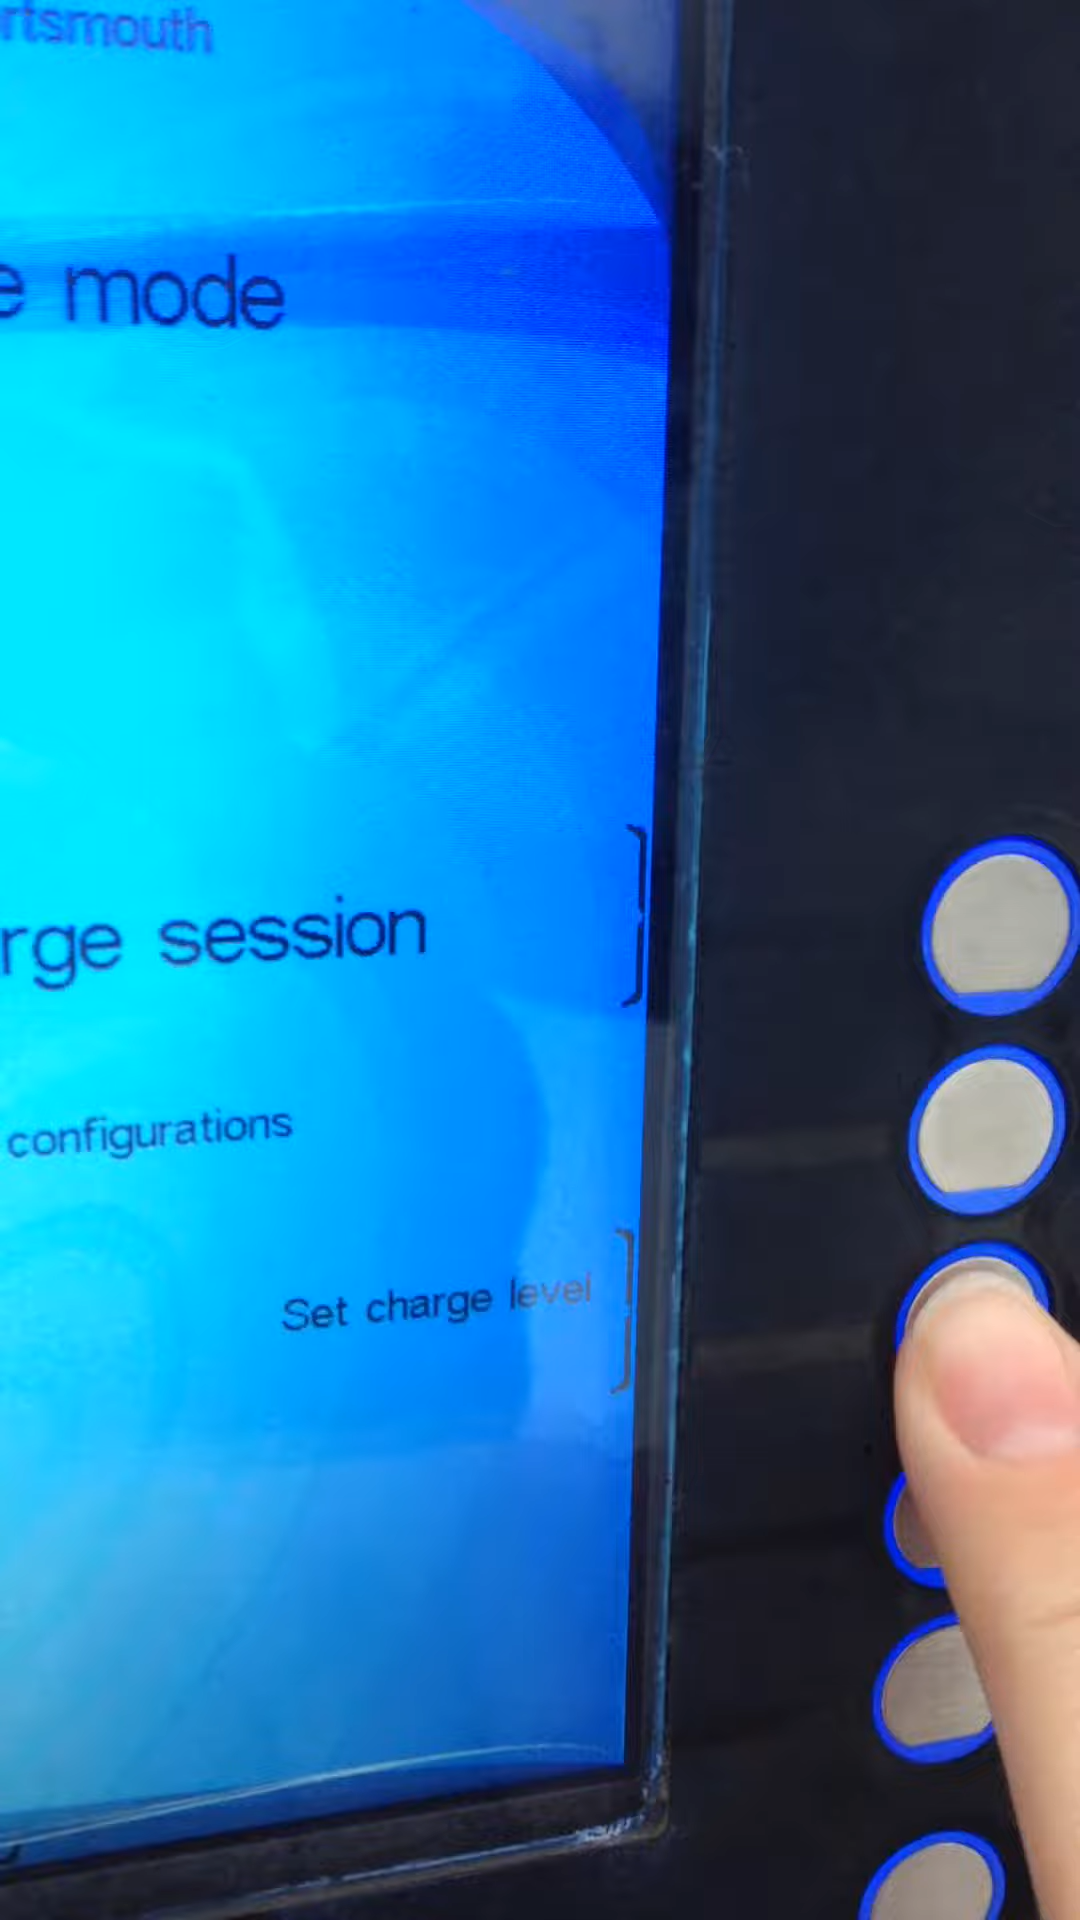 rtsmouth
e mode
rge session
configurations
Set charge level